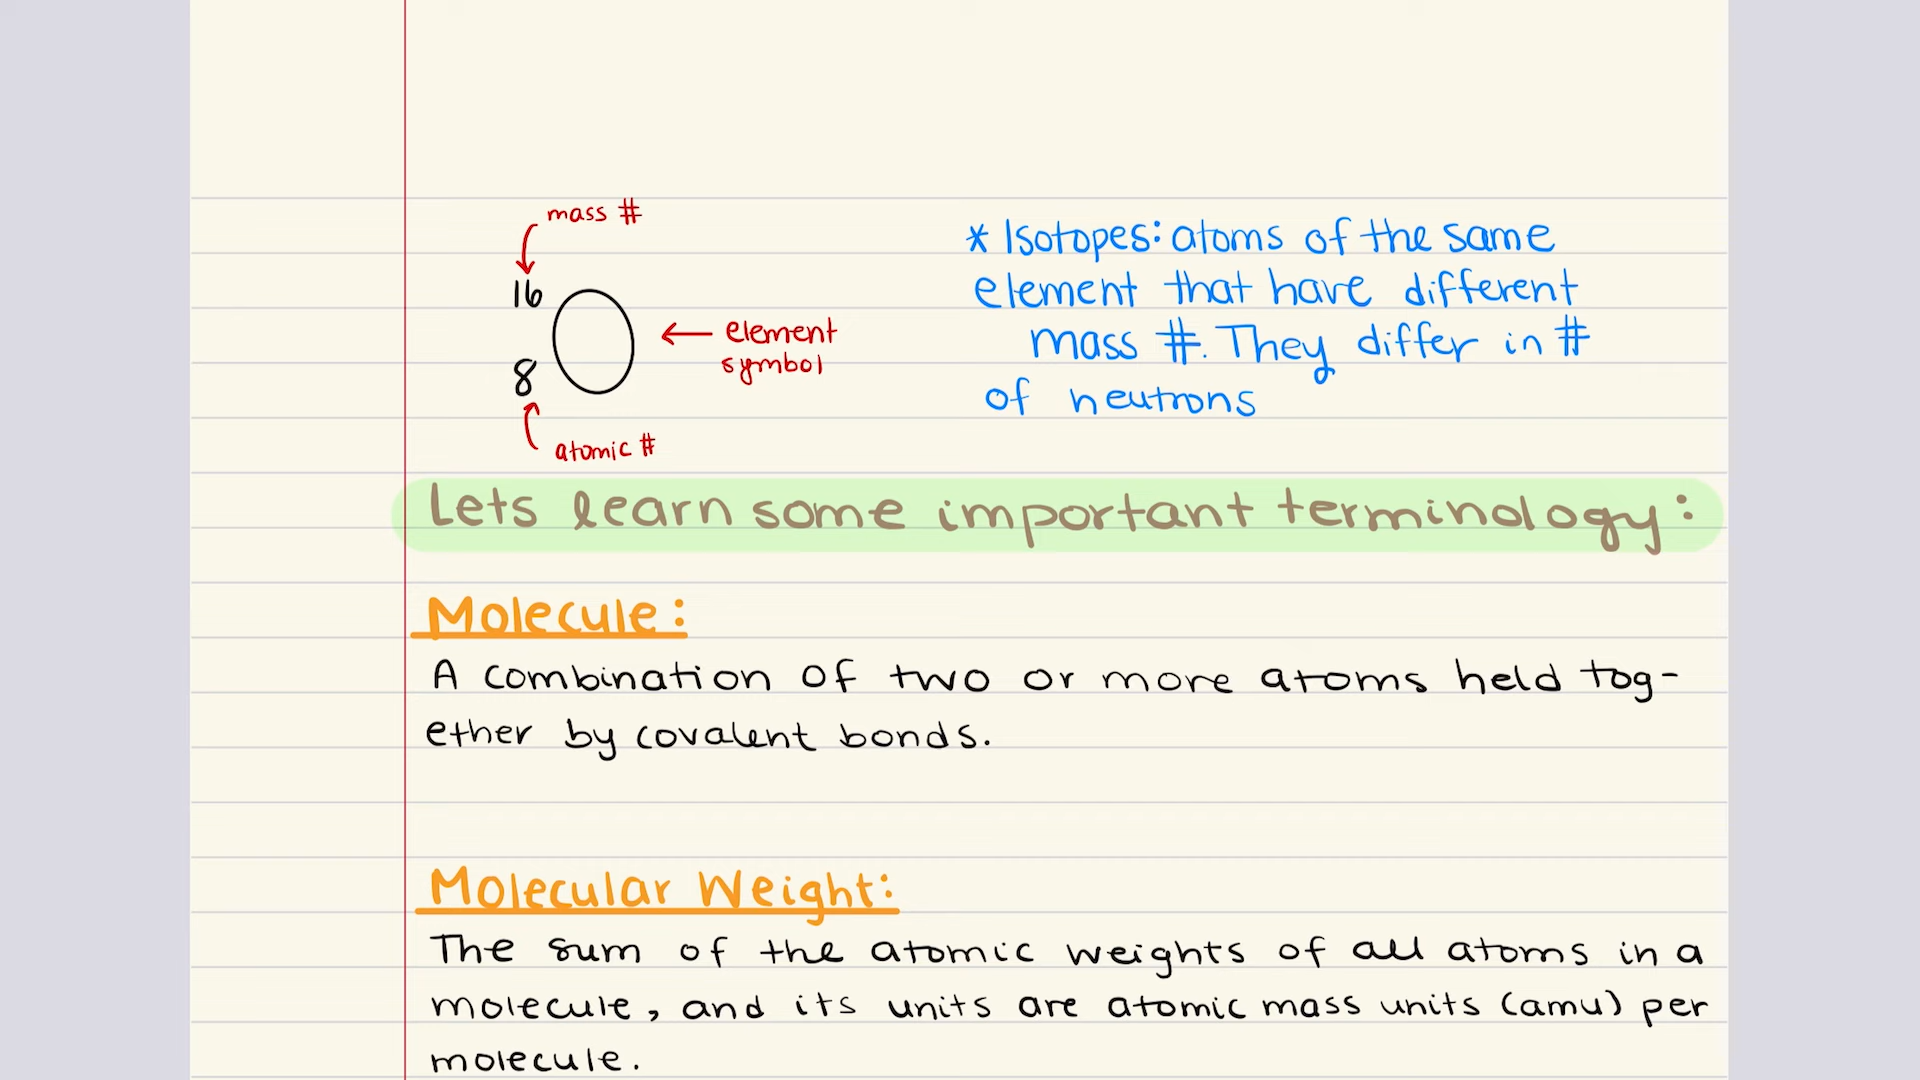 mass #
16 O
← element
symbol
8
atomic #
* Isotopes: atoms of the same
element that have different
mass #. They differ in #
of neutrons
Lets learn some important terminology:
Molecule:
A combination of two or more atoms held tog-
ether by covalent bonds.
Molecular Weight:
The sum of the atomic weights of all atoms in a
molecule, and its units are atomic mass units (amu) per
molecule.